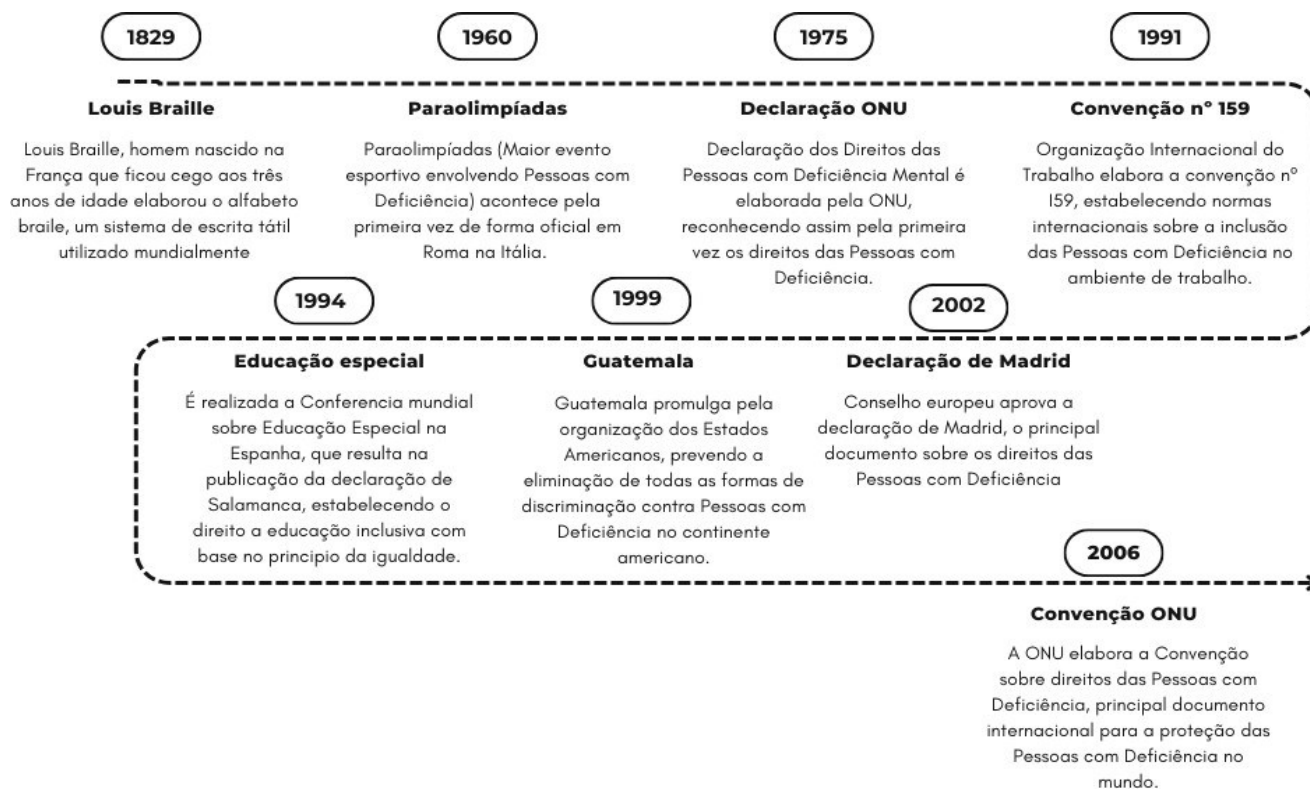 1829
Louis Braille
Louis Braille, homem nascido na
França que ficou cego aos três
anos de idade elaborou o alfabeto
braile, um sistema de escrita tátil
utilizado mundialmente
1960
Paraolimpíadas
Paraolimpíadas (Maior evento
esportivo envolvendo Pessoas com
Deficiência) acontece pela
primeira vez de forma oficial em
Roma na Itália.
1975
Declaração ONU
Declaração dos Direitos das
Pessoas com Deficiência Mental é
elaborada pela ONU,
reconhecendo assim pela primeira
vez os direitos das Pessoas com
Deficiência.
1991
Convenção nº 159
Organização Internacional do
Trabalho elabora a convenção nº
159, estabelecendo normas
internacionais sobre a inclusão
das Pessoas com Deficiência no
ambiente de trabalho.
1994
Educação especial
É realizada a Conferencia mundial
sobre Educação Especial na
Espanha, que resulta na
publicação da declaração de
Salamanca, estabelecendo o
direito a educação inclusiva com
base no principio da igualdade.
1999
Guatemala
Guatemala promulga pela
organização dos Estados
Americanos, prevendo a
eliminação de todas as formas de
discriminação contra Pessoas com
Deficiência no continente
americano.
2002
Declaração de Madrid
Conselho europeu aprova a
declaração de Madrid, o principal
documento sobre os direitos das
Pessoas com Deficiência
2006
Convenção ONU
A ONU elabora a Convenção
sobre direitos das Pessoas com
Deficiência, principal documento
internacional para a proteção das
Pessoas com Deficiência no
mundo.